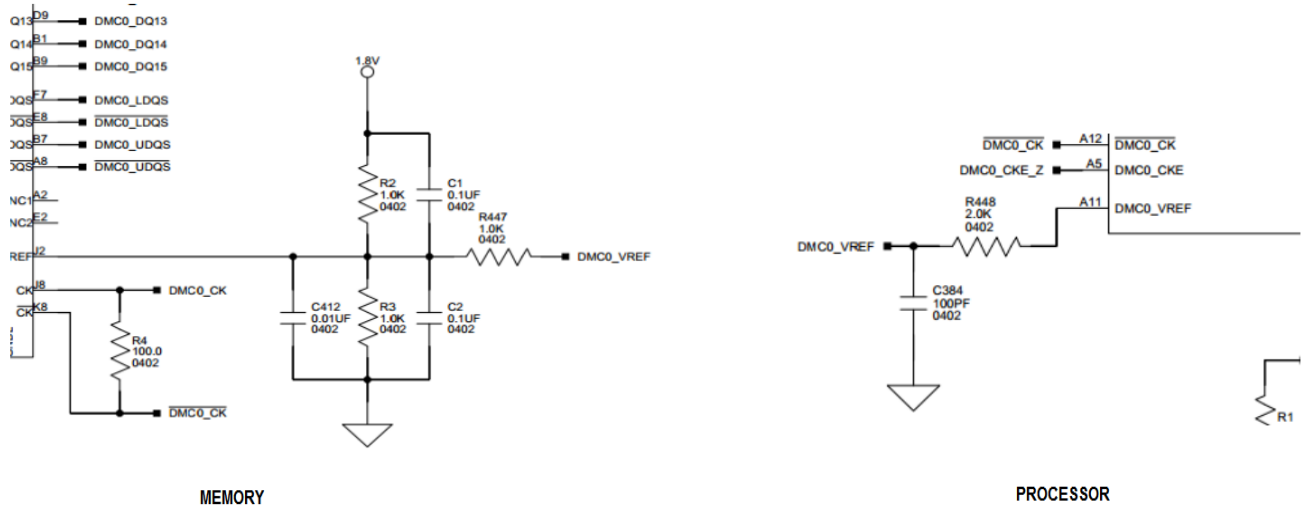 Q13 D9 DMC0_DQ13
Q14 B1 DMC0_DQ14
Q15 B9 DMC0_DQ15
DQS F7 DMC0_LDQS
DQS E8 DMC0_LDQS
DQS B7 DMC0_UDQS
DQS A8 DMC0_UDQS
NC1 A2
NC2 E2
REF J2
CK J8 DMC0_CK
CK K8
R4
100.0
0402
DMC0_CK
1.8V
R2
1.0K
0402
C1
0.1UF
0402
R447
1.0K
0402
DMC0_VREF
C412
0.01UF
0402
R3
1.0K
0402
C2
0.1UF
0402
MEMORY
DMC0_CK A12 DMC0_CK
DMC0_CKE_Z A5 DMC0_CKE
R448
2.0K
0402
A11 DMC0_VREF
DMC0_VREF
C384
100PF
0402
R1
PROCESSOR